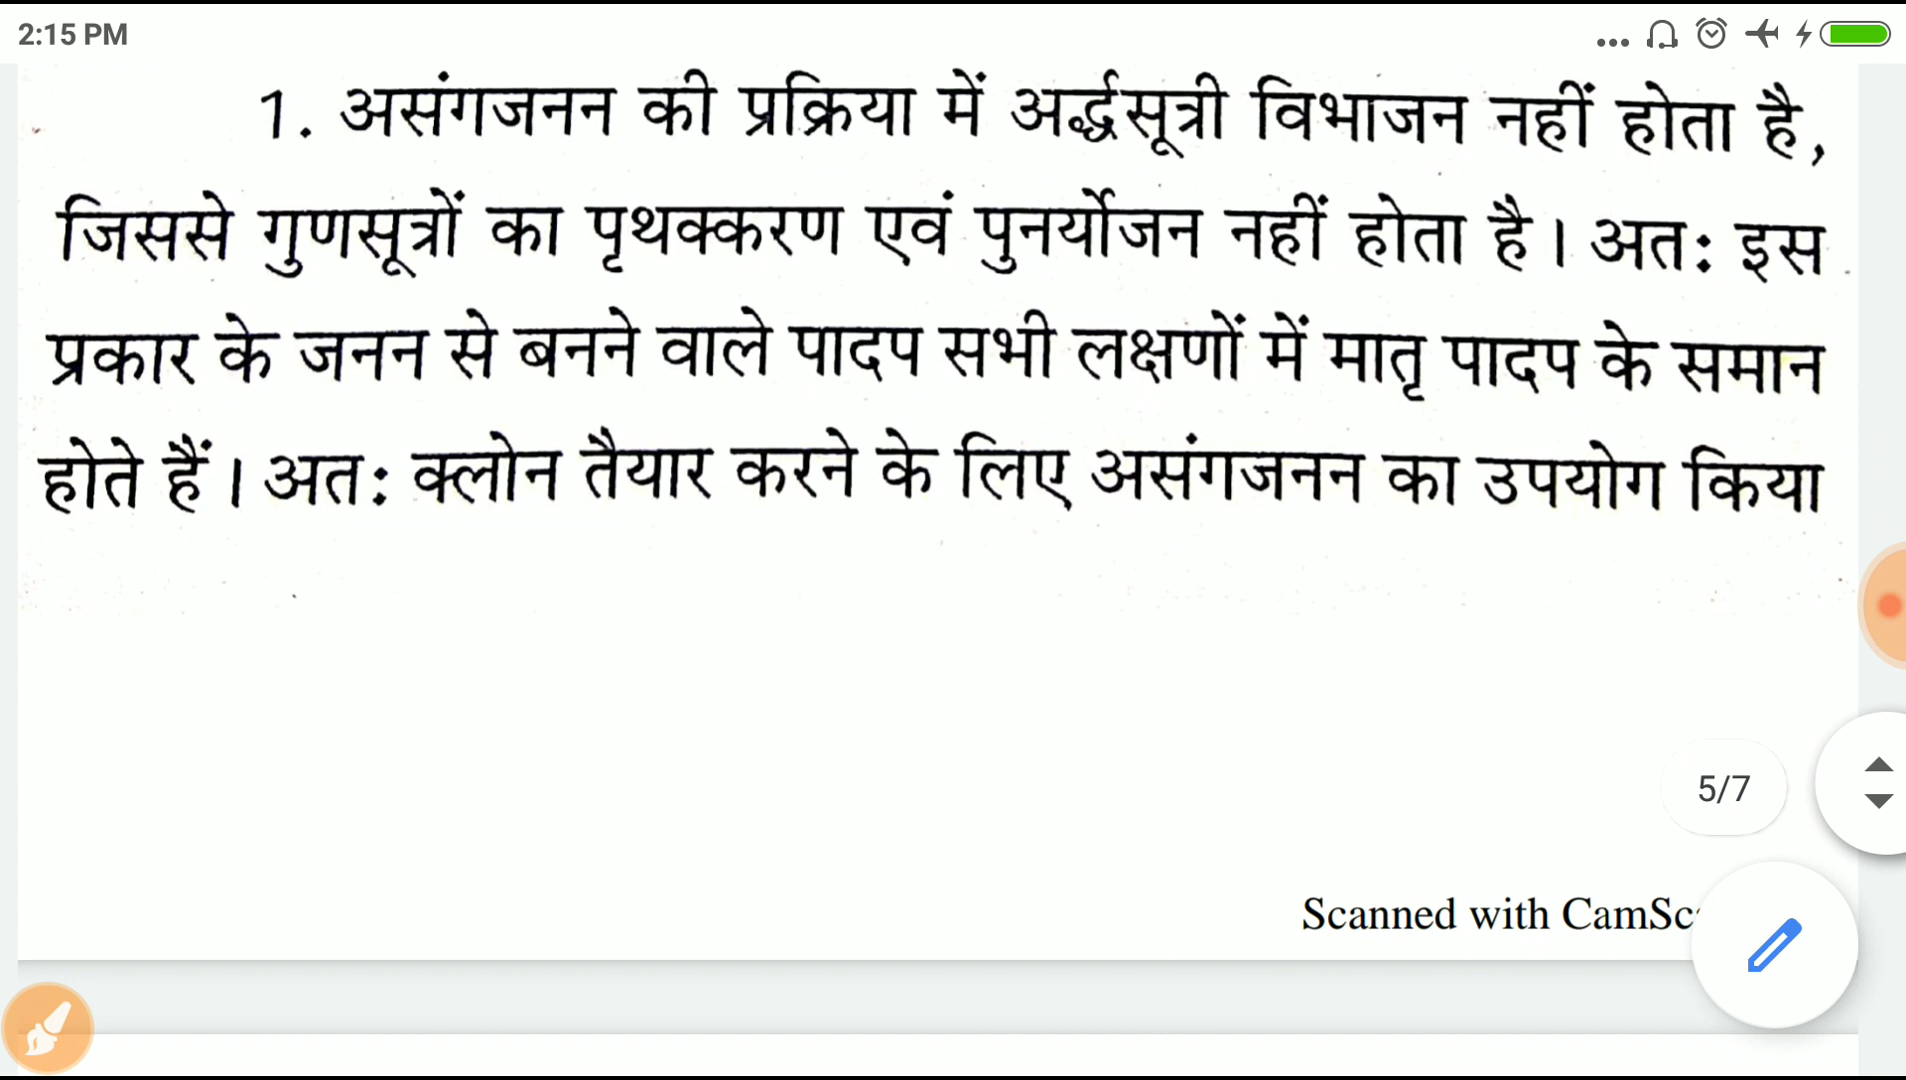 2:15 PM
1. असंगजनन की प्रक्रिया में अर्द्धसूत्री विभाजन नहीं होता है,
जिससे गुणसूत्रों का पृथक्करण एवं पुनर्योजन नहीं होता है। अतः इस
प्रकार के जनन से बनने वाले पादप सभी लक्षणों में मातृ पादप के समान
होते हैं। अतः क्लोन तैयार करने के लिए असंगजनन का उपयोग किया
5/7
Scanned with